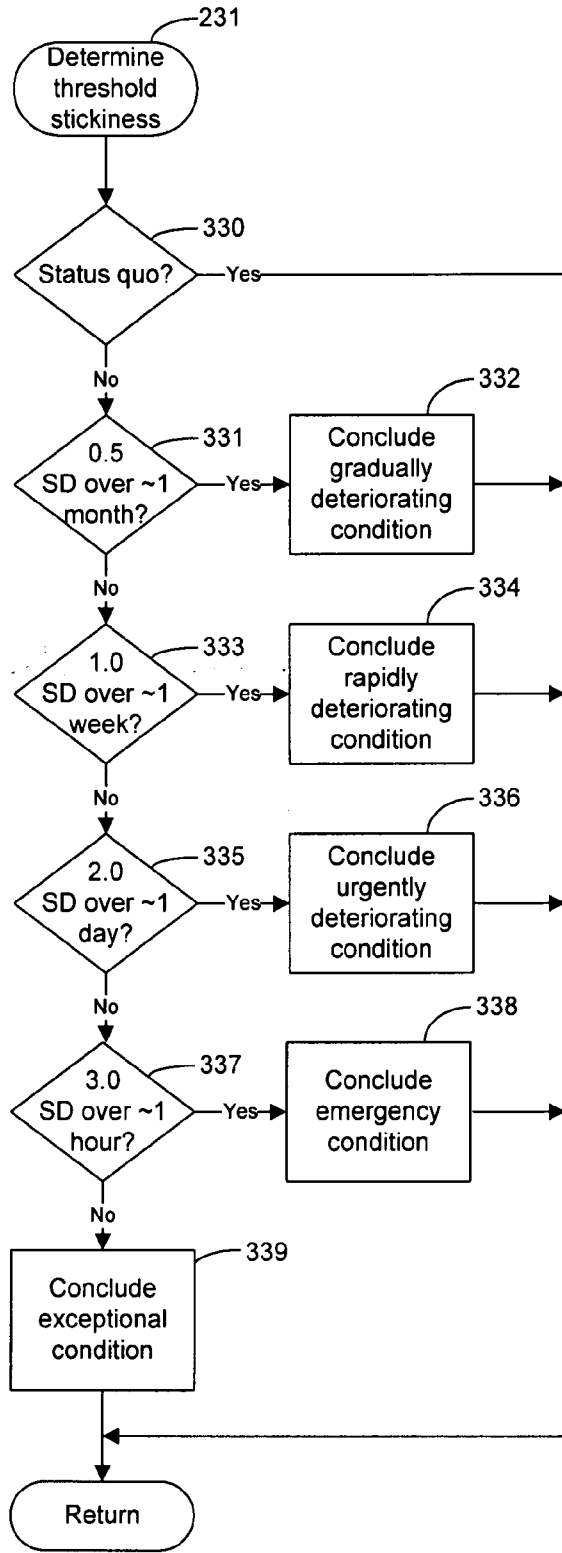 231
Determine
threshold
stickiness
330
Status quo?
Yes
No
331
0.5
SD over ~1
month?
Yes
332
Conclude
gradually
deteriorating
condition
No
333
1.0
SD over ~1
week?
Yes
334
Conclude
rapidly
deteriorating
condition
No
335
2.0
SD over ~1
day?
Yes
336
Conclude
urgently
deteriorating
condition
No
337
3.0
SD over ~1
hour?
Yes
338
Conclude
emergency
condition
No
339
Conclude
exceptional
condition
Return